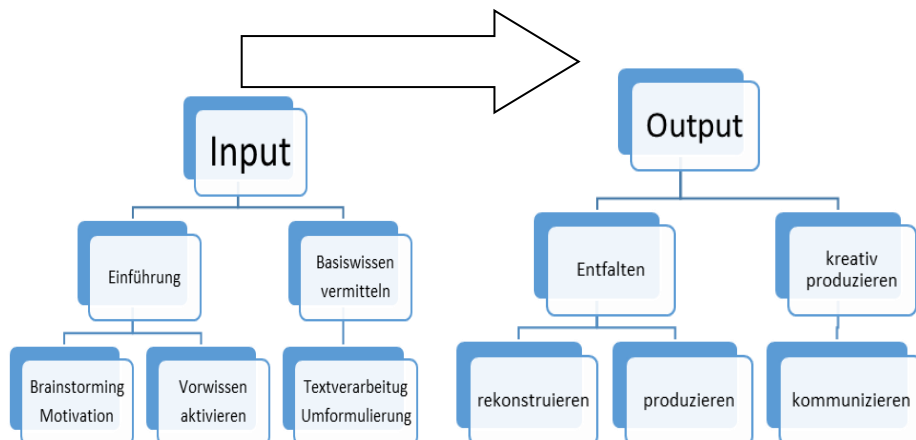 Input
Output
Einführung
Basiswissen
vermitteln
Entfalten
kreativ
produzieren
Brainstorming
Motivation
Vorwissen
aktivieren
Textverarbeitug
Umformulierung
rekonstruieren
produzieren
kommunizieren